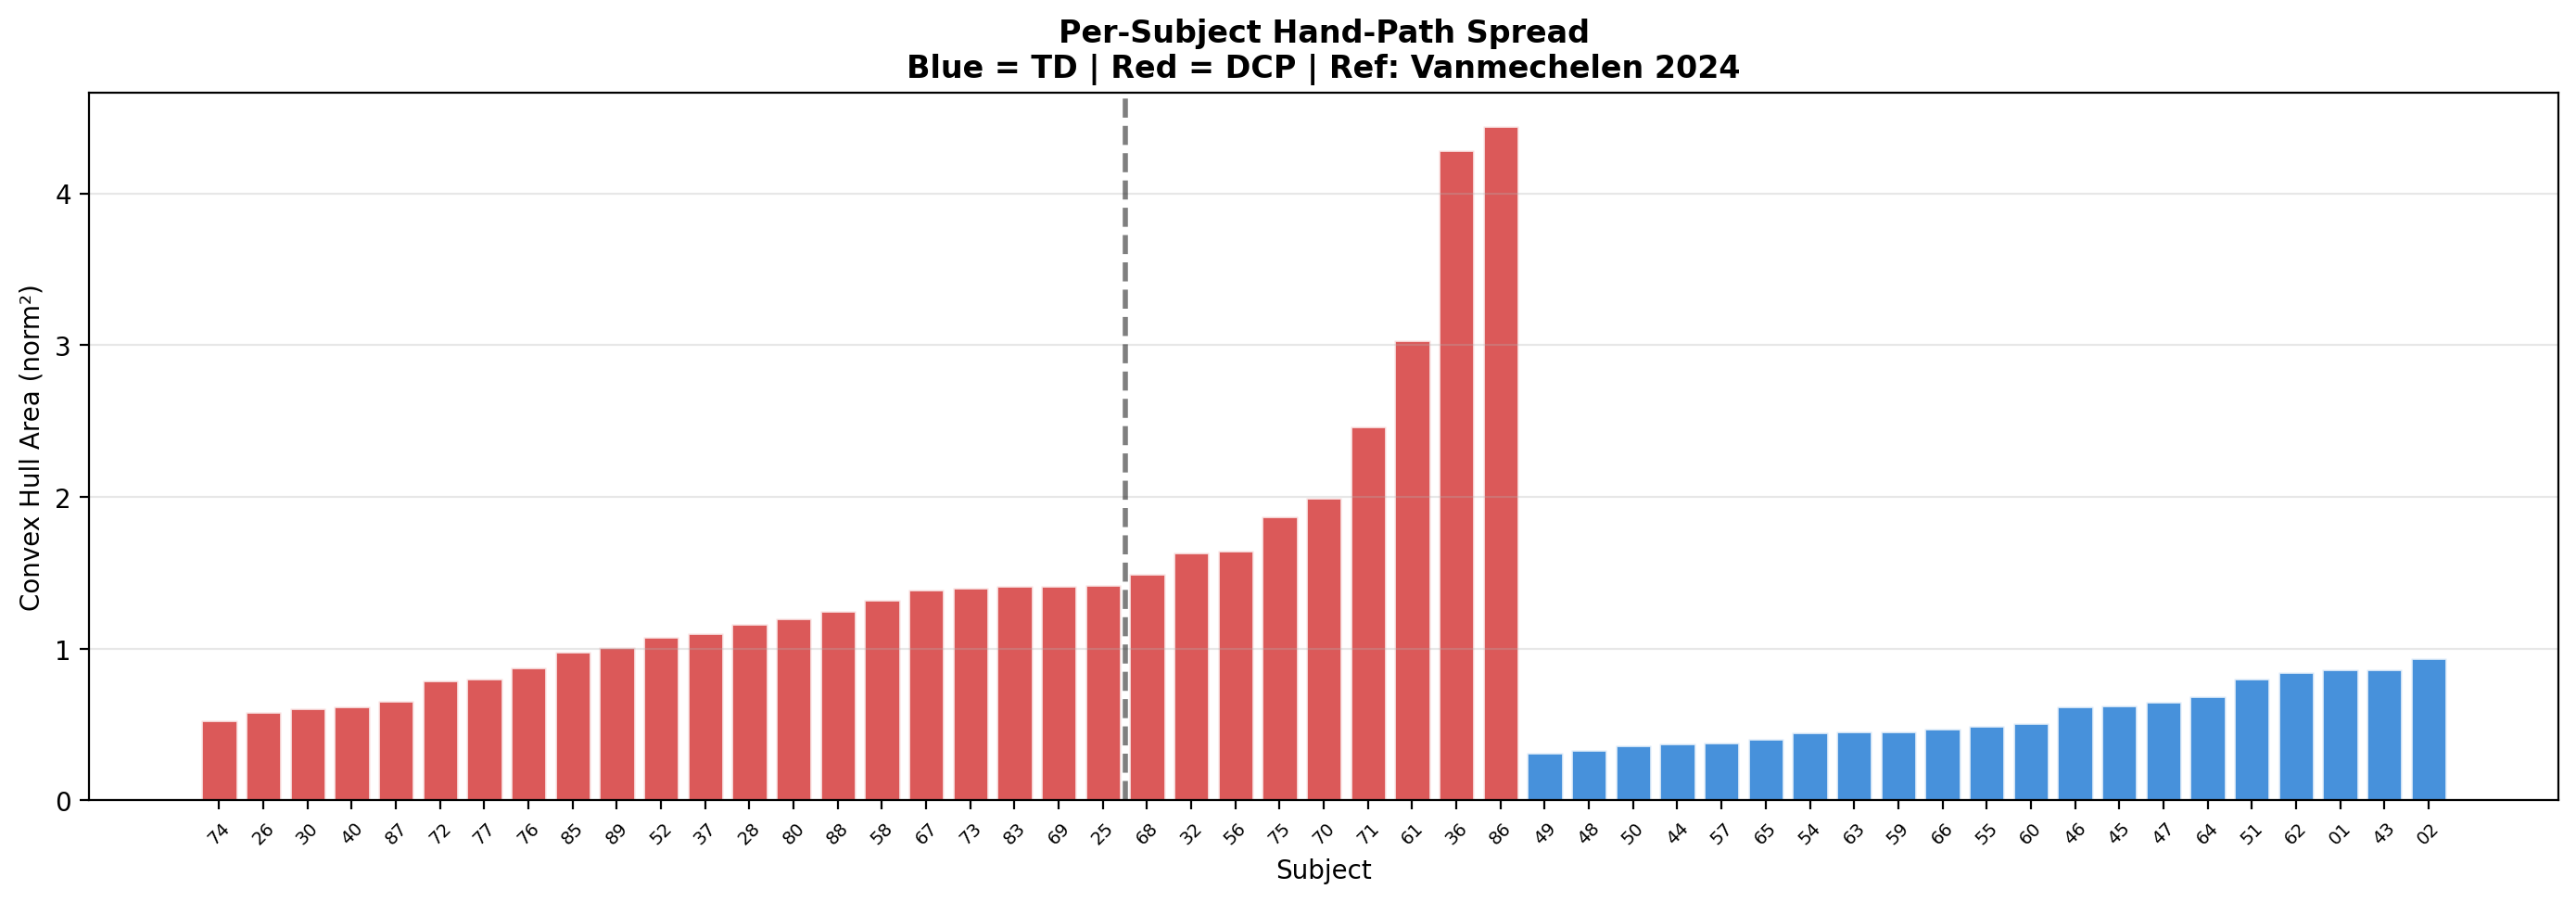 Per-Subject Hand-Path Spread
Blue = TD | Red = DCP | Ref: Vanmechelen 2024
Convex Hull Area (norm²)
4
3
2
1
0
74 26 30 40 87 72 77 76 85 89 52 37 28 80 88 58 67 73 83 69 25 68 32 56 75 70 71 61 36 86 49 48 50 44 57 65 54 63 59 66 55 60 46 45 47 64 51 62 01 43 02
Subject